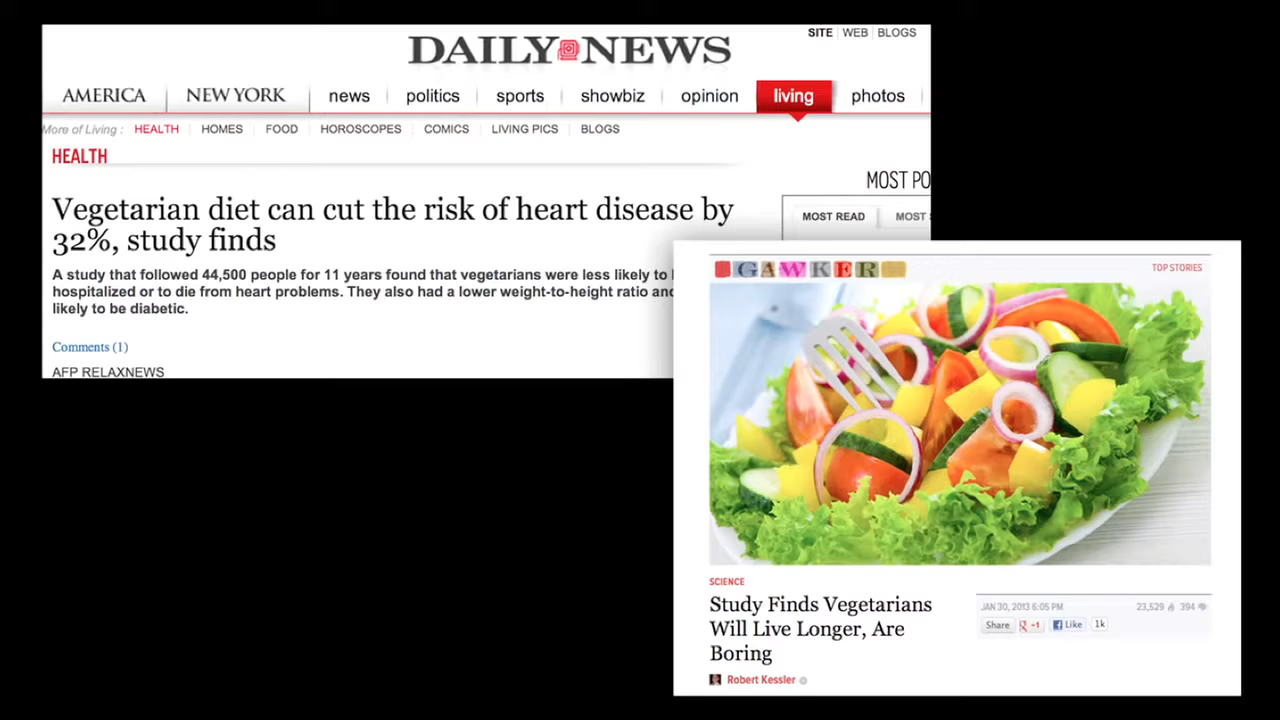 DAILY NEWS
SITE WEB BLOGS
AMERICA NEW YORK news politics sports showbiz opinion living photos
More of Living : HEALTH HOMES FOOD HOROSCOPES COMICS LIVING PICS BLOGS
HEALTH
MOST PO
MOST READ MOST
Vegetarian diet can cut the risk of heart disease by
32%, study finds
A study that followed 44,500 people for 11 years found that vegetarians were less likely to
hospitalized or to die from heart problems. They also had a lower weight-to-height ratio and
likely to be diabetic.
Comments (1)
AFP RELAXNEWS
GAWKER
TOP STORIES
SCIENCE
Study Finds Vegetarians
Will Live Longer, Are
Boring
Robert Kessler
JAN 30, 2013 6:05 PM 23,529 394
Share g +1 f Like 1k